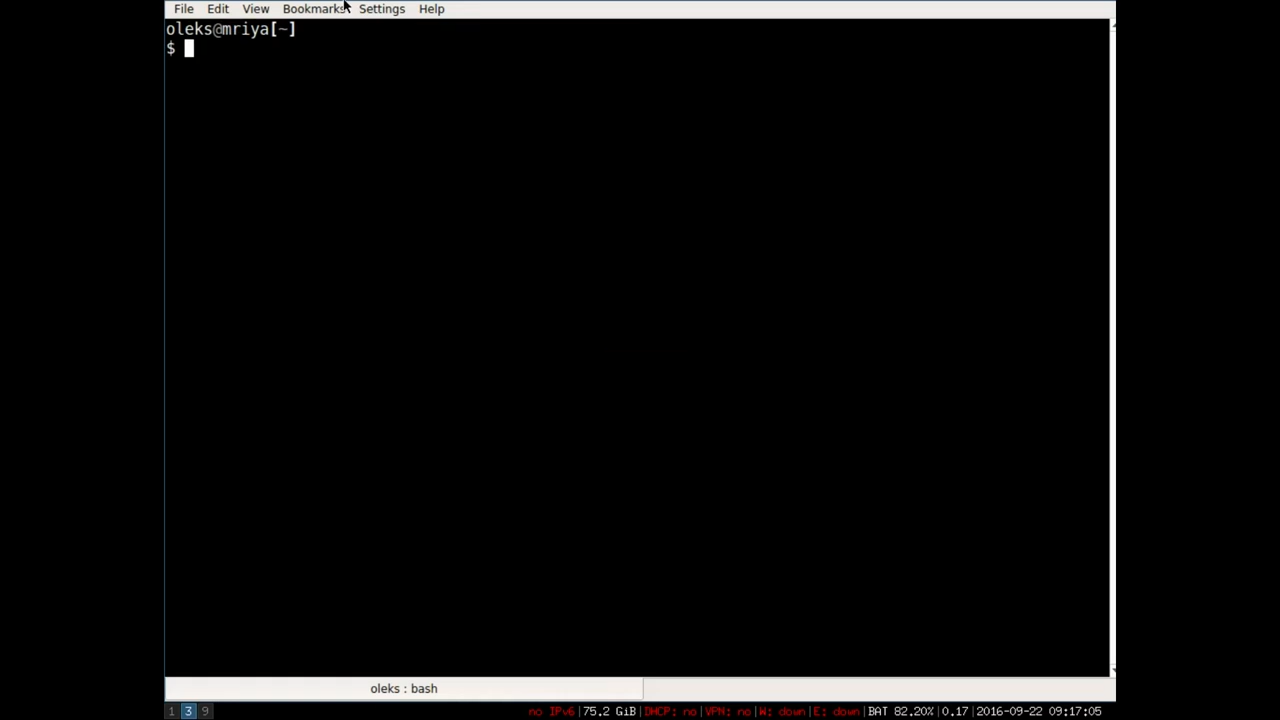 File Edit View Bookmarks Settings Help
oleks@mriya[~]
$
oleks : bash
1 3 9 no IPv6|75.2 GiB|DHCP: no|VPN: no|W: down|E: down|BAT 82.20%|0.17|2016-09-22 09:17:05